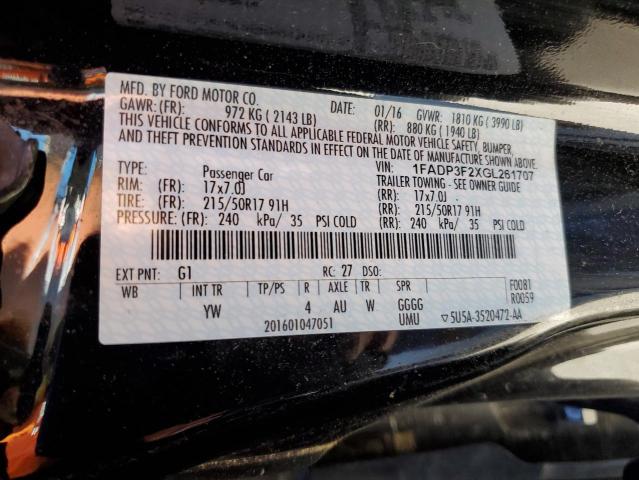 MFD. BY FORD MOTOR CO. DATE: 01/16 GVWR: 1810 KG ( 3990 LB)
GAWR: (FR): 972 KG ( 2143 LB) (RR): 880 KG ( 1940 LB)
THIS VEHICLE CONFORMS TO ALL APPLICABLE FEDERAL MOTOR VEHICLE SAFETY, BUMPER,
AND THEFT PREVENTION STANDARDS IN EFFECT ON THE DATE OF MANUFACTURE SHOWN ABOVE.
VIN: 1FADP3F2XGL261707
TYPE: Passenger Car TRAILER TOWING - SEE OWNER GUIDE
RIM: (FR): 17x7.0J (RR): 17x7.0J
TIRE: (FR): 215/50R17 91H (RR): 215/50R17 91H
PRESSURE: (FR): 240 kPa/ 35 PSI COLD (RR): 240 kPa/ 35 PSI COLD
EXT PNT: G1 RC: 27 DSO: F0081
WB INT TR TP/PS R AXLE TR SPR R0059
YW 4 AU W GGGG
201601047051 UMU ▽5U5A-3520472-AA